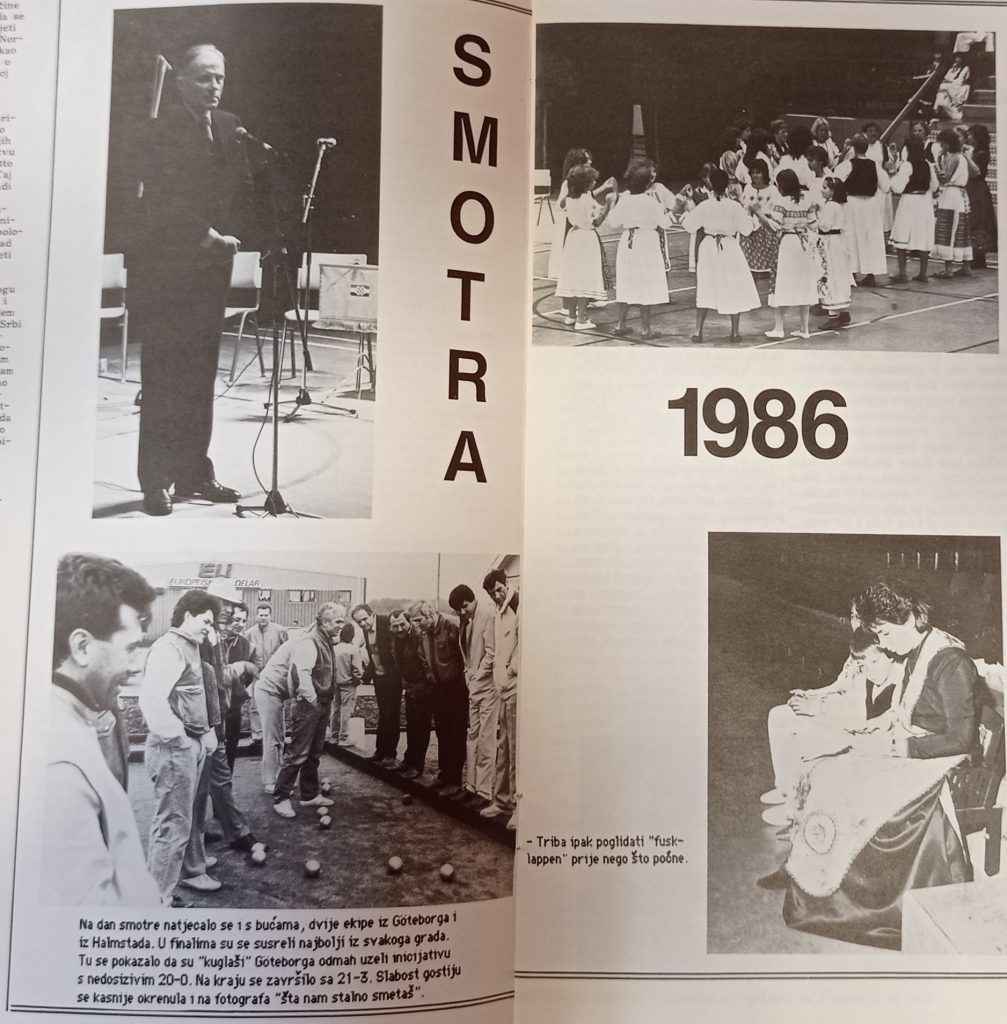 SMOTRA
1986
EUROPEISK
DELAR
Na dan smotre natjecalo se i s bućama, dvije ekipe iz Göteborga i
iz Halmstada. U finalima su se susreli najbolji iz svakoga grada.
Tu se pokazalo da su "kuglaši" Göteborga odmah uzeli inicijativu
s nedosizivim 20-0. Na kraju se završilo sa 21-3. Slabost gostiju
se kasnije okrenula i na fotografa "šta nam stalno smetaš".
- Triba ipak poglidati "fusk-
lappen" prije nego što počne.